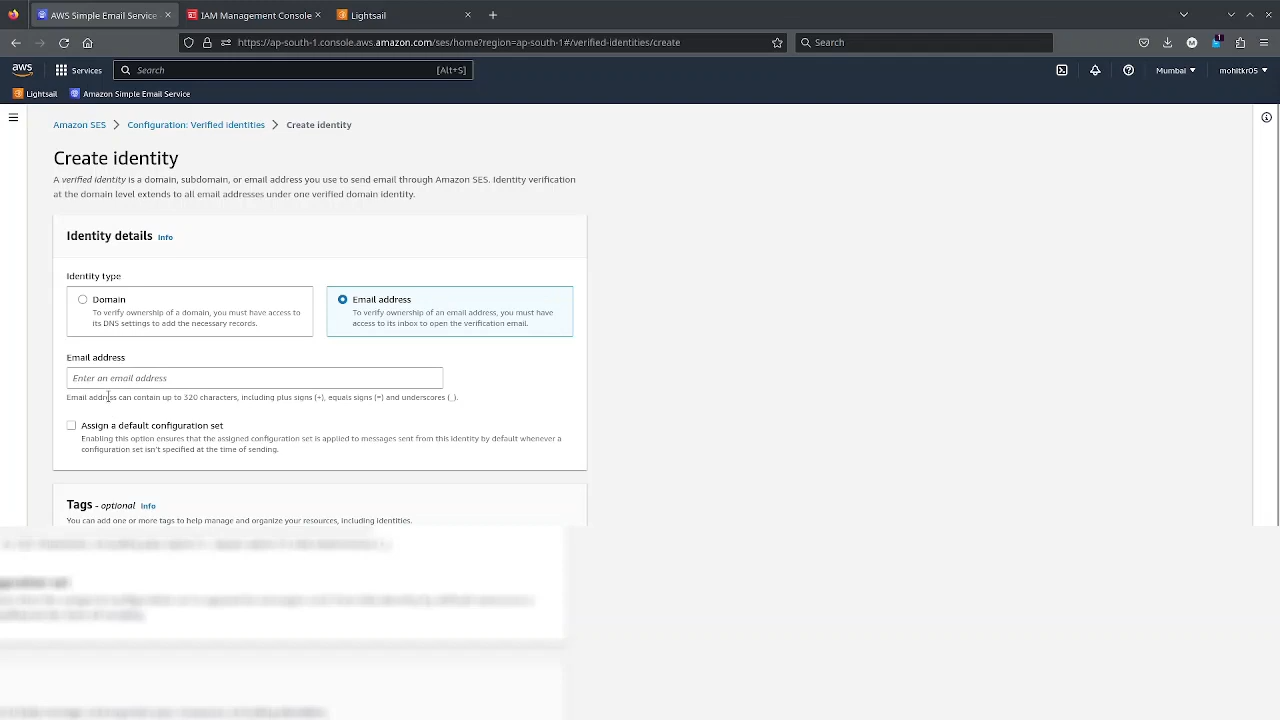 AWS Simple Email Service
IAM Management Console
Lightsail
https://ap-south-1.console.aws.amazon.com/ses/home?region=ap-south-1#/verified-identities/create
Search
aws
Services
Search
[Alt+S]
Mumbai
mohitkr05
Lightsail
Amazon Simple Email Service
Amazon SES
Configuration: Verified identities
Create identity
Create identity
A verified identity is a domain, subdomain, or email address you use to send email through Amazon SES. Identity verification
at the domain level extends to all email addresses under one verified domain identity.
Identity details Info
Identity type
Domain
To verify ownership of a domain, you must have access to
its DNS settings to add the necessary records.
Email address
To verify ownership of an email address, you must have
access to its inbox to open the verification email.
Email address
Enter an email address
Email address can contain up to 320 characters, including plus signs (+), equals signs (=) and underscores (_).
Assign a default configuration set
Enabling this option ensures that the assigned configuration set is applied to messages sent from this identity by default whenever a
configuration set isn't specified at the time of sending.
Tags - optional Info
You can add one or more tags to help manage and organize your resources, including identities.